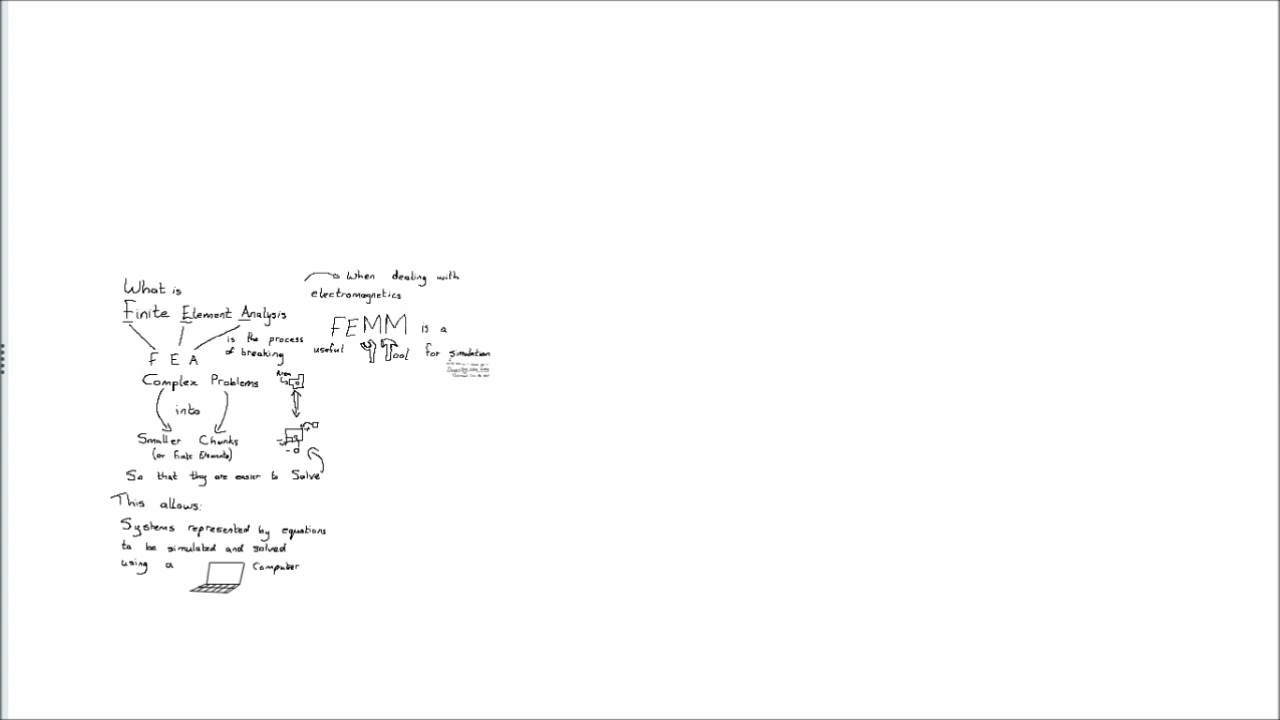 What is
Finite Element Analysis
F E A
is the process
of breaking
Complex Problems
into
Smaller Chunks
(or Finite Elements)
So that they are easier to Solve
This allows:
Systems represented by equations
to be simulated and solved
using a Computer
When dealing with
electromagnetics
FEMM is a
useful Tool for simulation